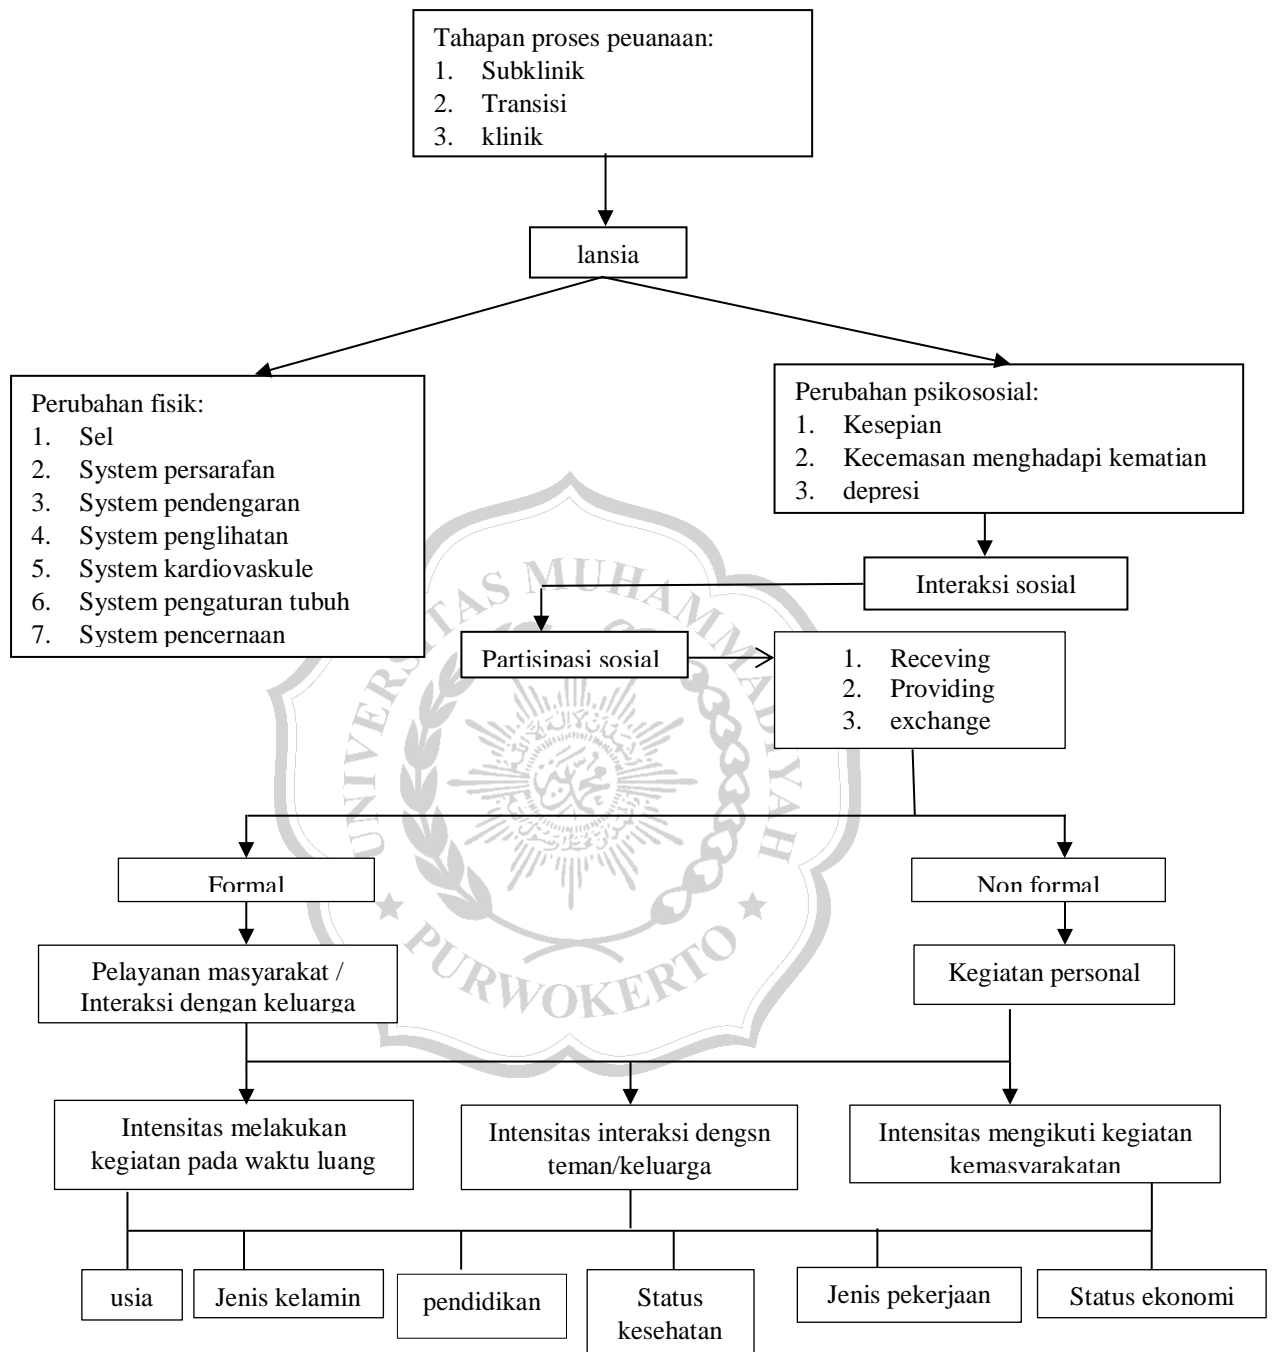 Tahapan proses peuanaan:
1. Subklinik
2. Transisi
3. klinik
lansia
Perubahan fisik:
1. Sel
2. System persarafan
3. System pendengaran
4. System penglihatan
5. System kardiovaskule
6. System pengaturan tubuh
7. System pencernaan
Perubahan psikososial:
1. Kesepian
2. Kecemasan menghadapi kematian
3. depresi
Interaksi sosial
Partisipasi sosial
1. Receving
2. Providing
3. exchange
Formal
Non formal
Pelayanan masyarakat /
Interaksi dengan keluarga
Kegiatan personal
Intensitas melakukan
kegiatan pada waktu luang
Intensitas interaksi dengsn
teman/keluarga
Intensitas mengikuti kegiatan
kemasyarakatan
usia
Jenis kelamin
pendidikan
Status
kesehatan
Jenis pekerjaan
Status ekonomi
UNIVERSITAS MUHAMMADIYAH
PURWOKERTO